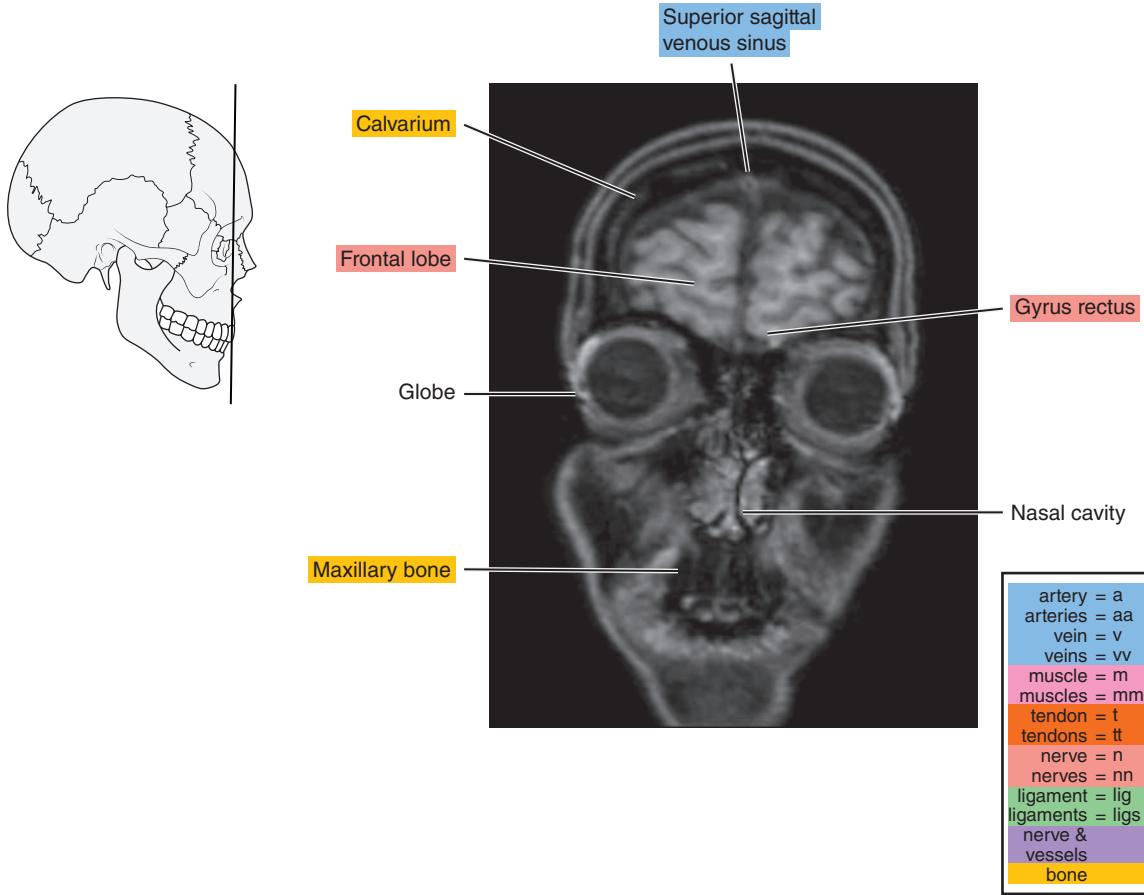 Superior sagittal
venous sinus
Calvarium
Frontal lobe
Gyrus rectus
Globe
Nasal cavity
Maxillary bone
artery = a
arteries = aa
vein = v
veins = vv
muscle = m
muscles = mm
tendon = t
tendons = tt
nerve = n
nerves = nn
ligament = lig
ligaments = ligs
nerve &
vessels
bone